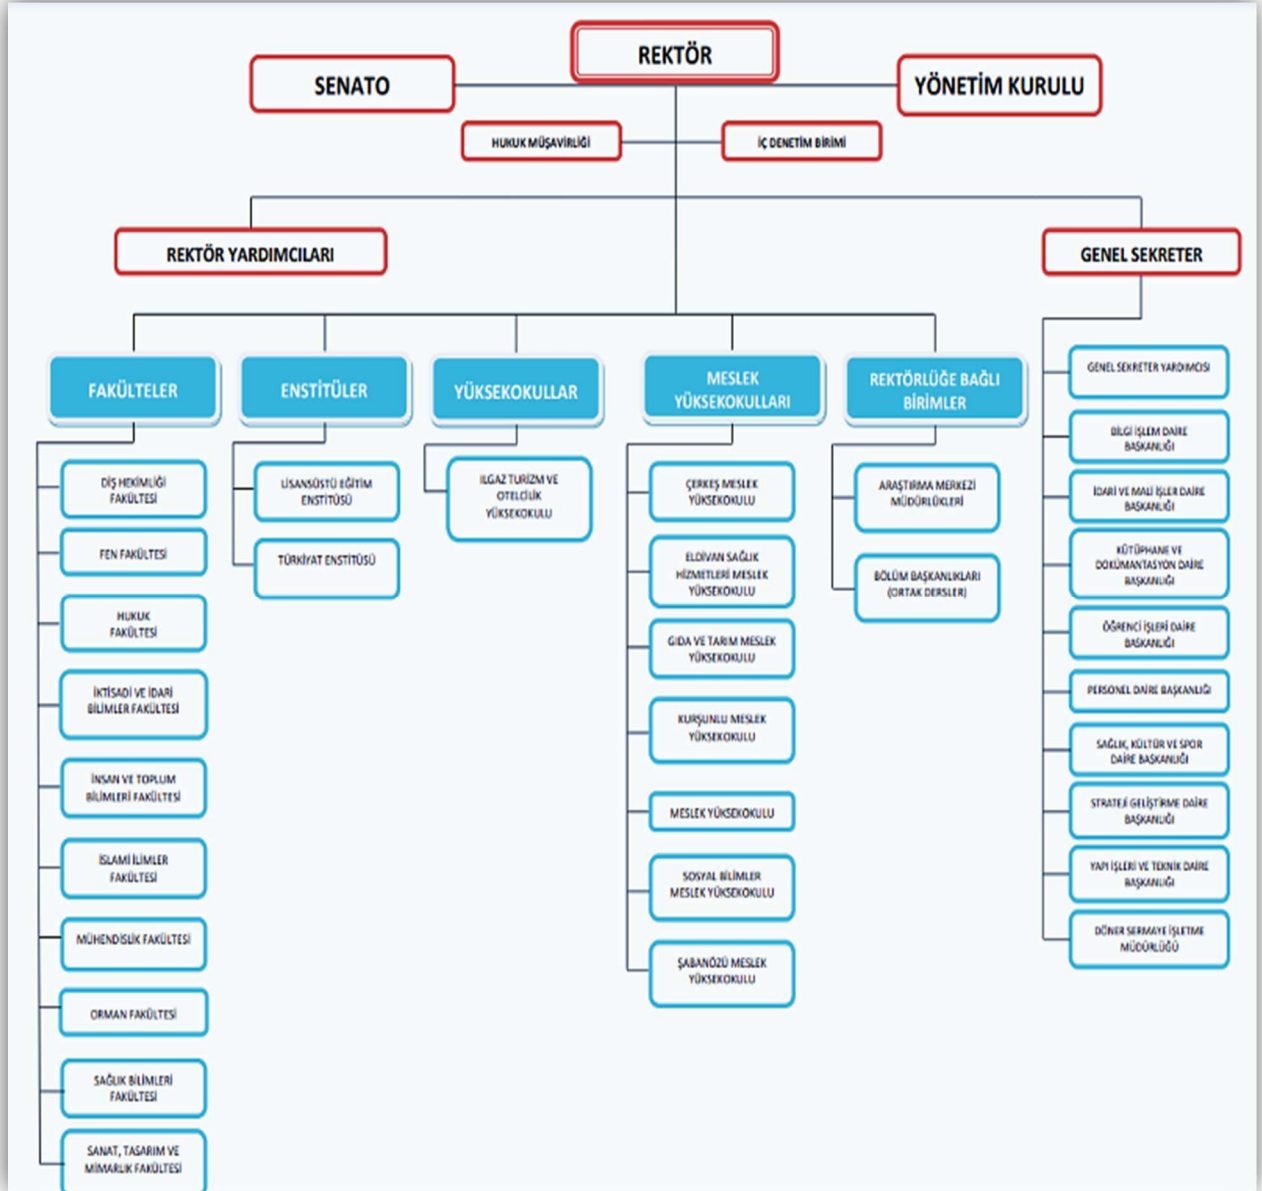 REKTÖR
SENATO
YÖNETİM KURULU
HUKUK MÜŞAVİRLİĞİ
İÇ DENETİM BİRİMİ
REKTÖR YARDIMCILARI
GENEL SEKRETER
FAKÜLTELER
DİŞ HEKİMLİĞİ
FAKÜLTESİ
FEN FAKÜLTESİ
HUKUK
FAKÜLTESİ
İKTİSADİ VE İDARİ
BİLİMLER FAKÜLTESİ
İNSAN VE TOPLUM
BİLİMLERİ FAKÜLTESİ
İSLAMİ İLİMLER
FAKÜLTESİ
MÜHENDİSLİK FAKÜLTESİ
ORMAN FAKÜLTESİ
SAĞLIK BİLİMLERİ
FAKÜLTESİ
SANAT, TASARIM VE
MİMARLIK FAKÜLTESİ
ENSTİTÜLER
LİSANSÜSTÜ EĞİTİM
ENSTİTÜSÜ
TÜRKİYAT ENSTİTÜSÜ
YÜKSEKOKULLAR
ILGAZ TURİZM VE
OTELCİLİK
YÜKSEKOKULU
MESLEK
YÜKSEKOKULLARI
ÇERKEŞ MESLEK
YÜKSEKOKULU
ELDİVAN SAĞLIK
HİZMETLERİ MESLEK
YÜKSEKOKULU
GIDA VE TARIM MESLEK
YÜKSEKOKULU
KURŞUNLU MESLEK
YÜKSEKOKULU
MESLEK YÜKSEKOKULU
SOSYAL BİLİMLER
MESLEK YÜKSEKOKULU
ŞABANÖZÜ MESLEK
YÜKSEKOKULU
REKTÖRLÜĞE BAĞLI
BİRİMLER
ARAŞTIRMA MERKEZİ
MÜDÜRLÜKLERİ
BÖLÜM BAŞKANLIKLARI
(ORTAK DERSLER)
GENEL SEKRETER YARDIMCISI
BİLGİ İŞLEM DAİRE
BAŞKANLIĞI
İDARİ VE MALİ İŞLER DAİRE
BAŞKANLIĞI
KÜTÜPHANE VE
DOKÜMANTASYON DAİRE
BAŞKANLIĞI
ÖĞRENCİ İŞLERİ DAİRE
BAŞKANLIĞI
PERSONEL DAİRE BAŞKANLIĞI
SAĞLIK, KÜLTÜR VE SPOR
DAİRE BAŞKANLIĞI
STRATEJİ GELİŞTİRME DAİRE
BAŞKANLIĞI
YAPI İŞLERİ VE TEKNİK DAİRE
BAŞKANLIĞI
DÖNER SERMAYE İŞLETME
MÜDÜRLÜĞÜ